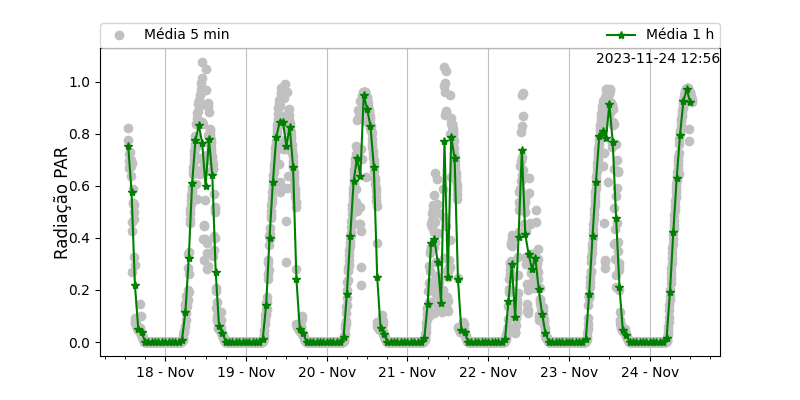 Média 5 min
Média 1 h
2023-11-24 12:56
Radiação PAR
1.0
0.8
0.6
0.4
0.2
0.0
18 - Nov
19 - Nov
20 - Nov
21 - Nov
22 - Nov
23 - Nov
24 - Nov